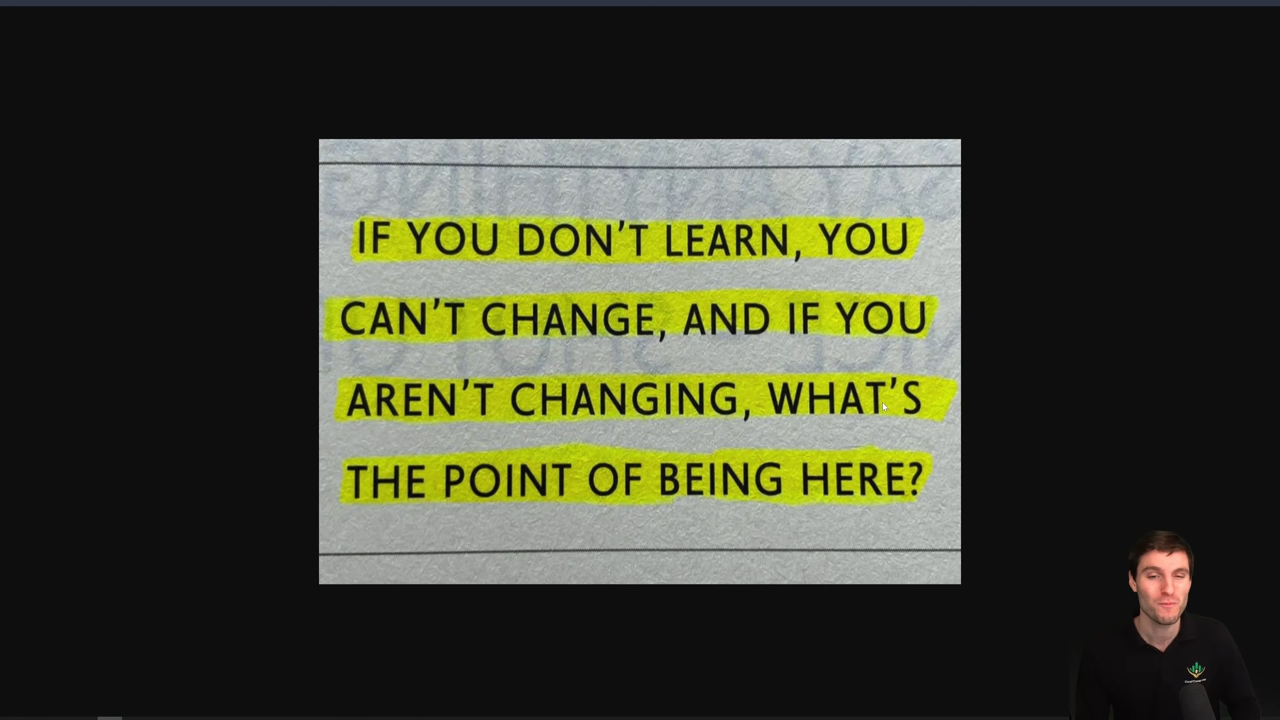 IF YOU DON’T LEARN, YOU
CAN’T CHANGE, AND IF YOU
AREN’T CHANGING, WHAT’S
THE POINT OF BEING HERE?